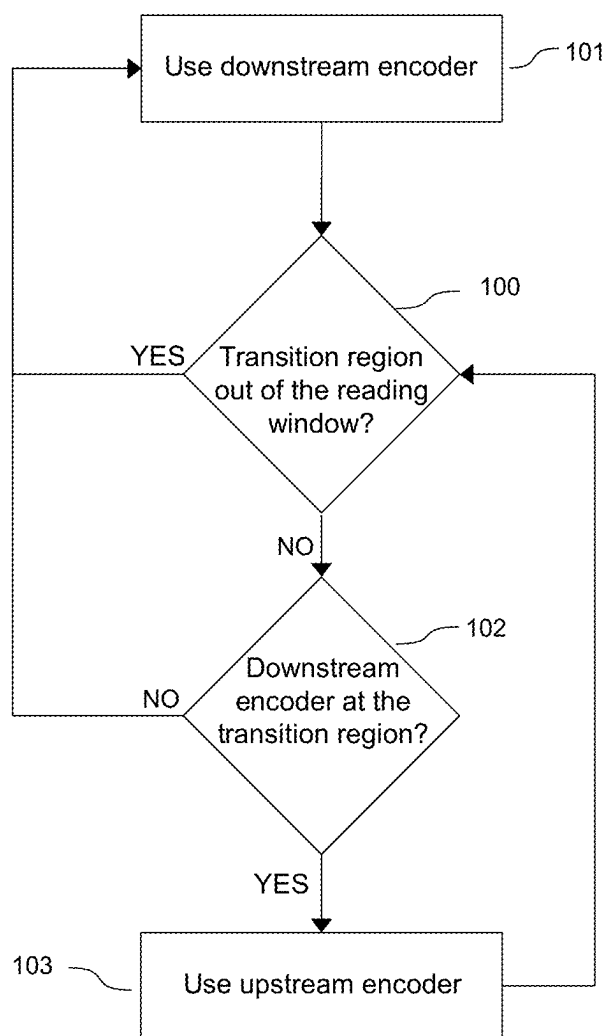 Use downstream encoder
101
100
YES
Transition region
out of the reading
window?
NO
102
Downstream
encoder at the
transition region?
NO
YES
103
Use upstream encoder